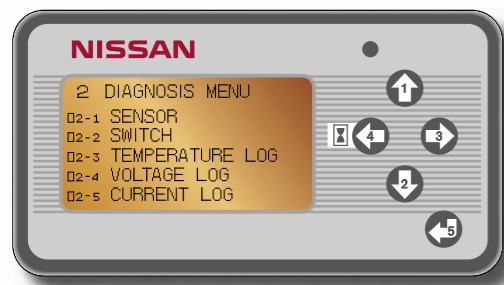 NISSAN
2 DIAGNOSIS MENU
▯2-1 SENSOR
▯2-2 SWITCH
▯2-3 TEMPERATURE LOG
▯2-4 VOLTAGE LOG
▯2-5 CURRENT LOG
1
4
3
2
5